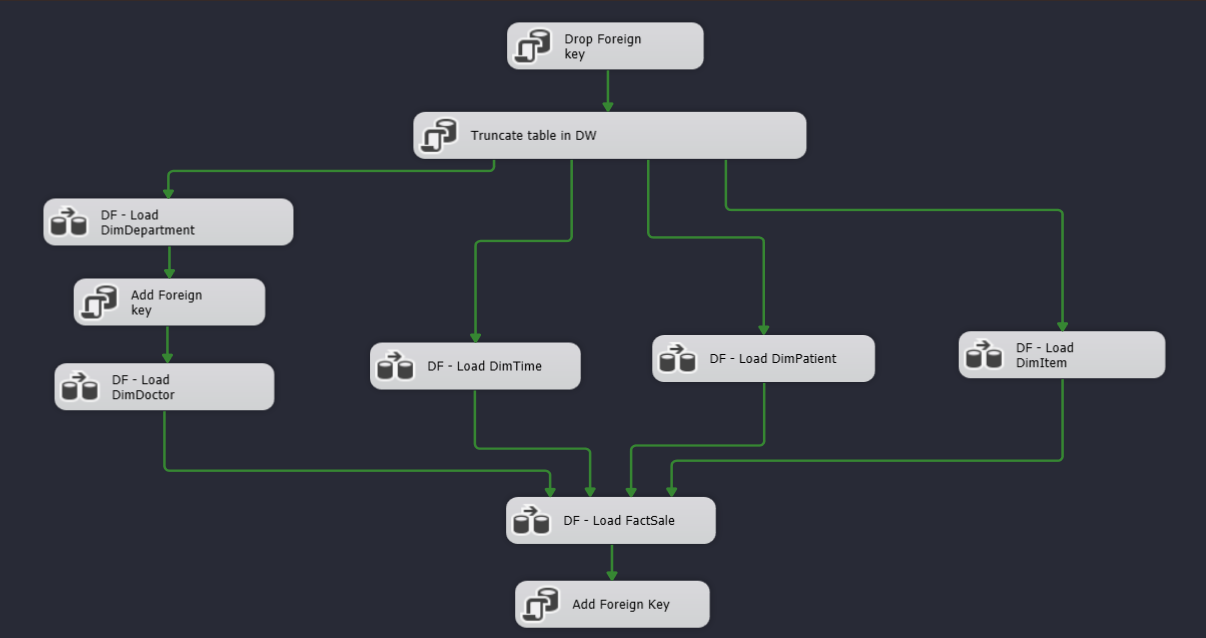 Drop Foreign
key
Truncate table in DW
DF - Load
DimDepartment
Add Foreign
key
DF - Load
DimDoctor
DF - Load DimTime
DF - Load DimPatient
DF - Load
DimItem
DF - Load FactSale
Add Foreign Key